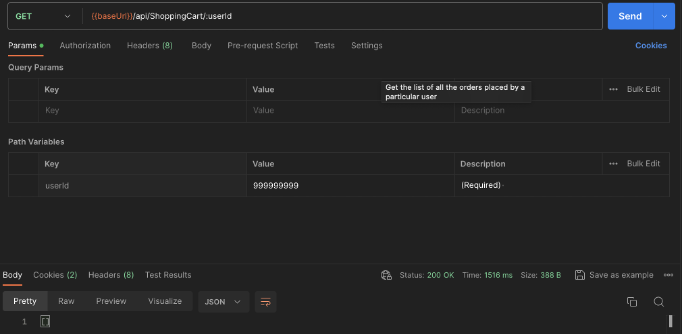 GET {{baseUrl}}/api/ShoppingCart/:userId Send
Params Authorization Headers (8) Body Pre-request Script Tests Settings Cookies
Query Params
Key Value ••• Bulk Edit
Get the list of all the orders placed by a
particular user
Key Value Description
Path Variables
Key Value Description ••• Bulk Edit
userId 999999999 (Required)
Body Cookies (2) Headers (8) Test Results Status: 200 OK Time: 1516 ms Size: 388 B Save as example •••
Pretty Raw Preview Visualize JSON
1 []